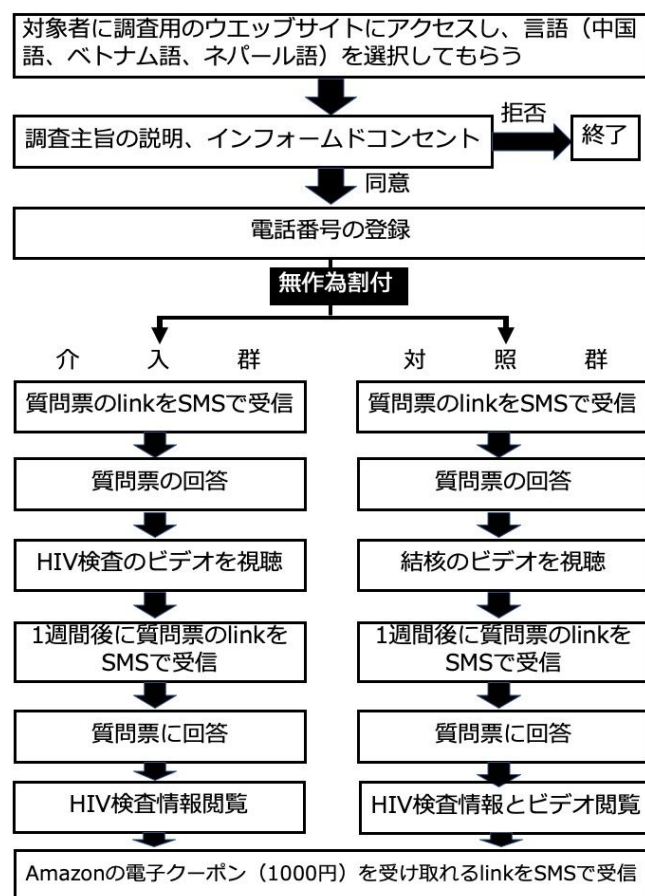 対象者に調査用のウエッブサイトにアクセスし、言語（中国
語、ベトナム語、ネパール語）を選択してもらう
調査主旨の説明、インフォームドコンセント
拒否
終了
同意
電話番号の登録
無作為割付
介　入　群
対　照　群
質問票のlinkをSMSで受信
質問票のlinkをSMSで受信
質問票の回答
質問票の回答
HIV検査のビデオを視聴
結核のビデオを視聴
1週間後に質問票のlinkを
SMSで受信
1週間後に質問票のlinkを
SMSで受信
質問票に回答
質問票に回答
HIV検査情報閲覧
HIV検査情報とビデオ閲覧
Amazonの電子クーポン（1000円）を受け取れるlinkをSMSで受信